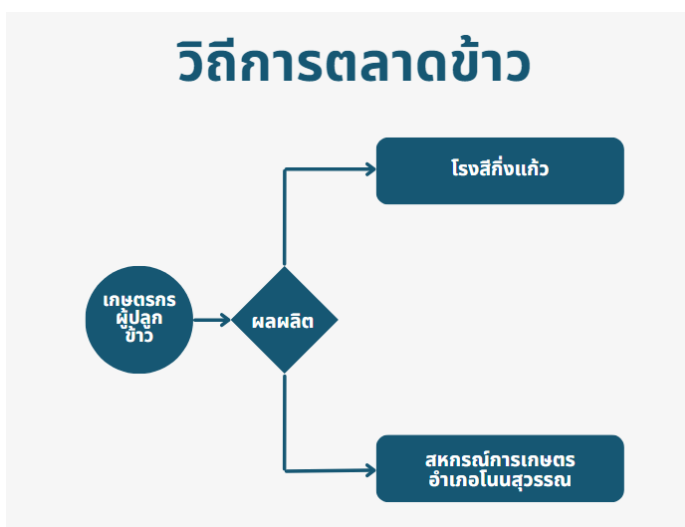 วิถีการตลาดข้าว
โรงสีกิ่งแก้ว
เกษตรกร
ผู้ปลูก
ข้าว
ผลผลิต
สหกรณ์การเกษตร
อำเภอโนนสุวรรณ